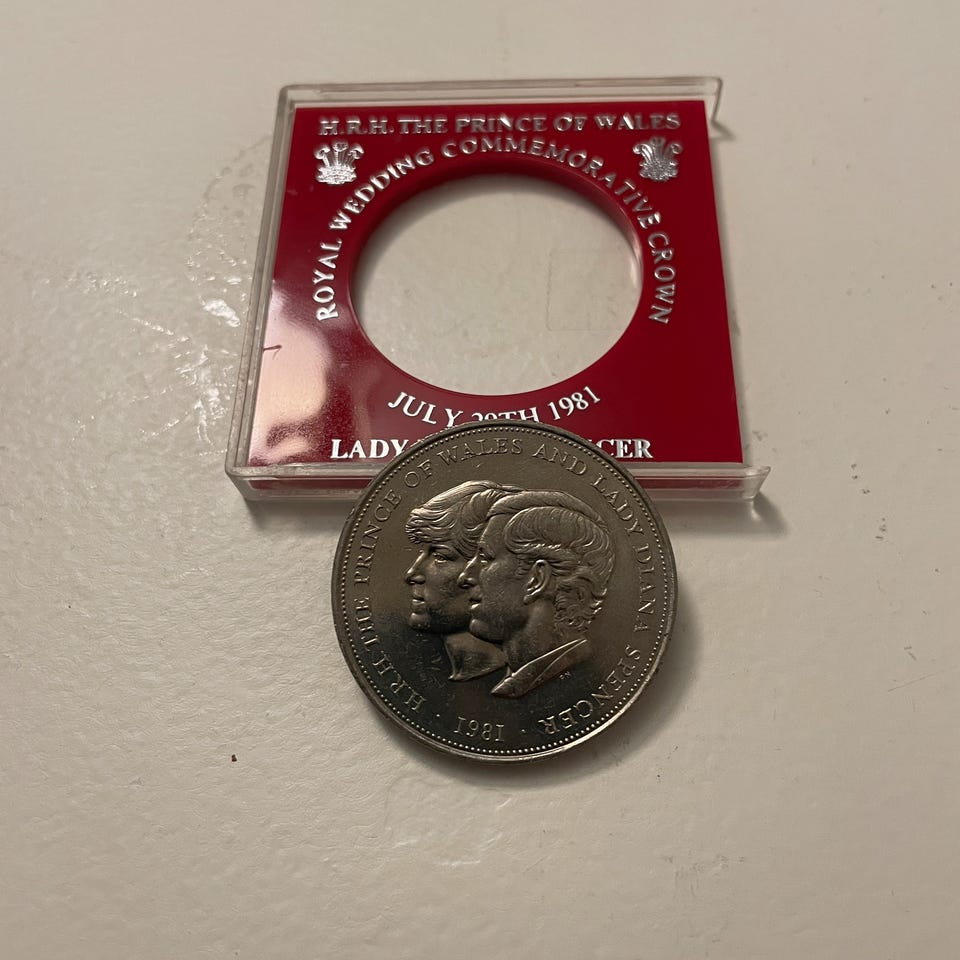 H.R.H. THE PRINCE OF WALES
ROYAL WEDDING COMMEMORATIVE CROWN
JULY 29TH 1981
LADY
H.R.H. THE PRINCE OF WALES AND LADY DIANA SPENCER
· 1981 ·